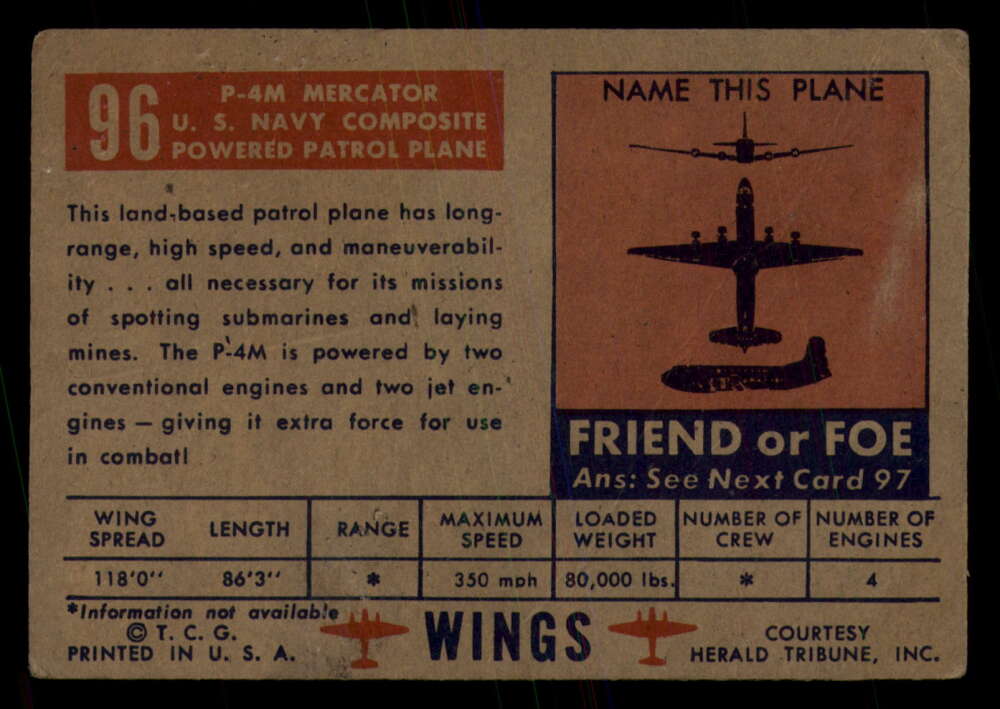 96
P-4M MERCATOR
U. S. NAVY COMPOSITE
POWERED PATROL PLANE
This land-based patrol plane has long-
range, high speed, and maneuverabil-
ity . . . all necessary for its missions
of spotting submarines and laying
mines. The P-4M is powered by two
conventional engines and two jet en-
gines — giving it extra force for use
in combat!
NAME THIS PLANE
FRIEND or FOE
Ans: See Next Card 97
WING SPREAD LENGTH RANGE MAXIMUM SPEED LOADED WEIGHT NUMBER OF CREW NUMBER OF ENGINES
118'0'' 86'3'' * 350 mph 80,000 lbs. * 4
*Information not available
© T. C. G.
PRINTED IN U. S. A.
WINGS
COURTESY
HERALD TRIBUNE, INC.